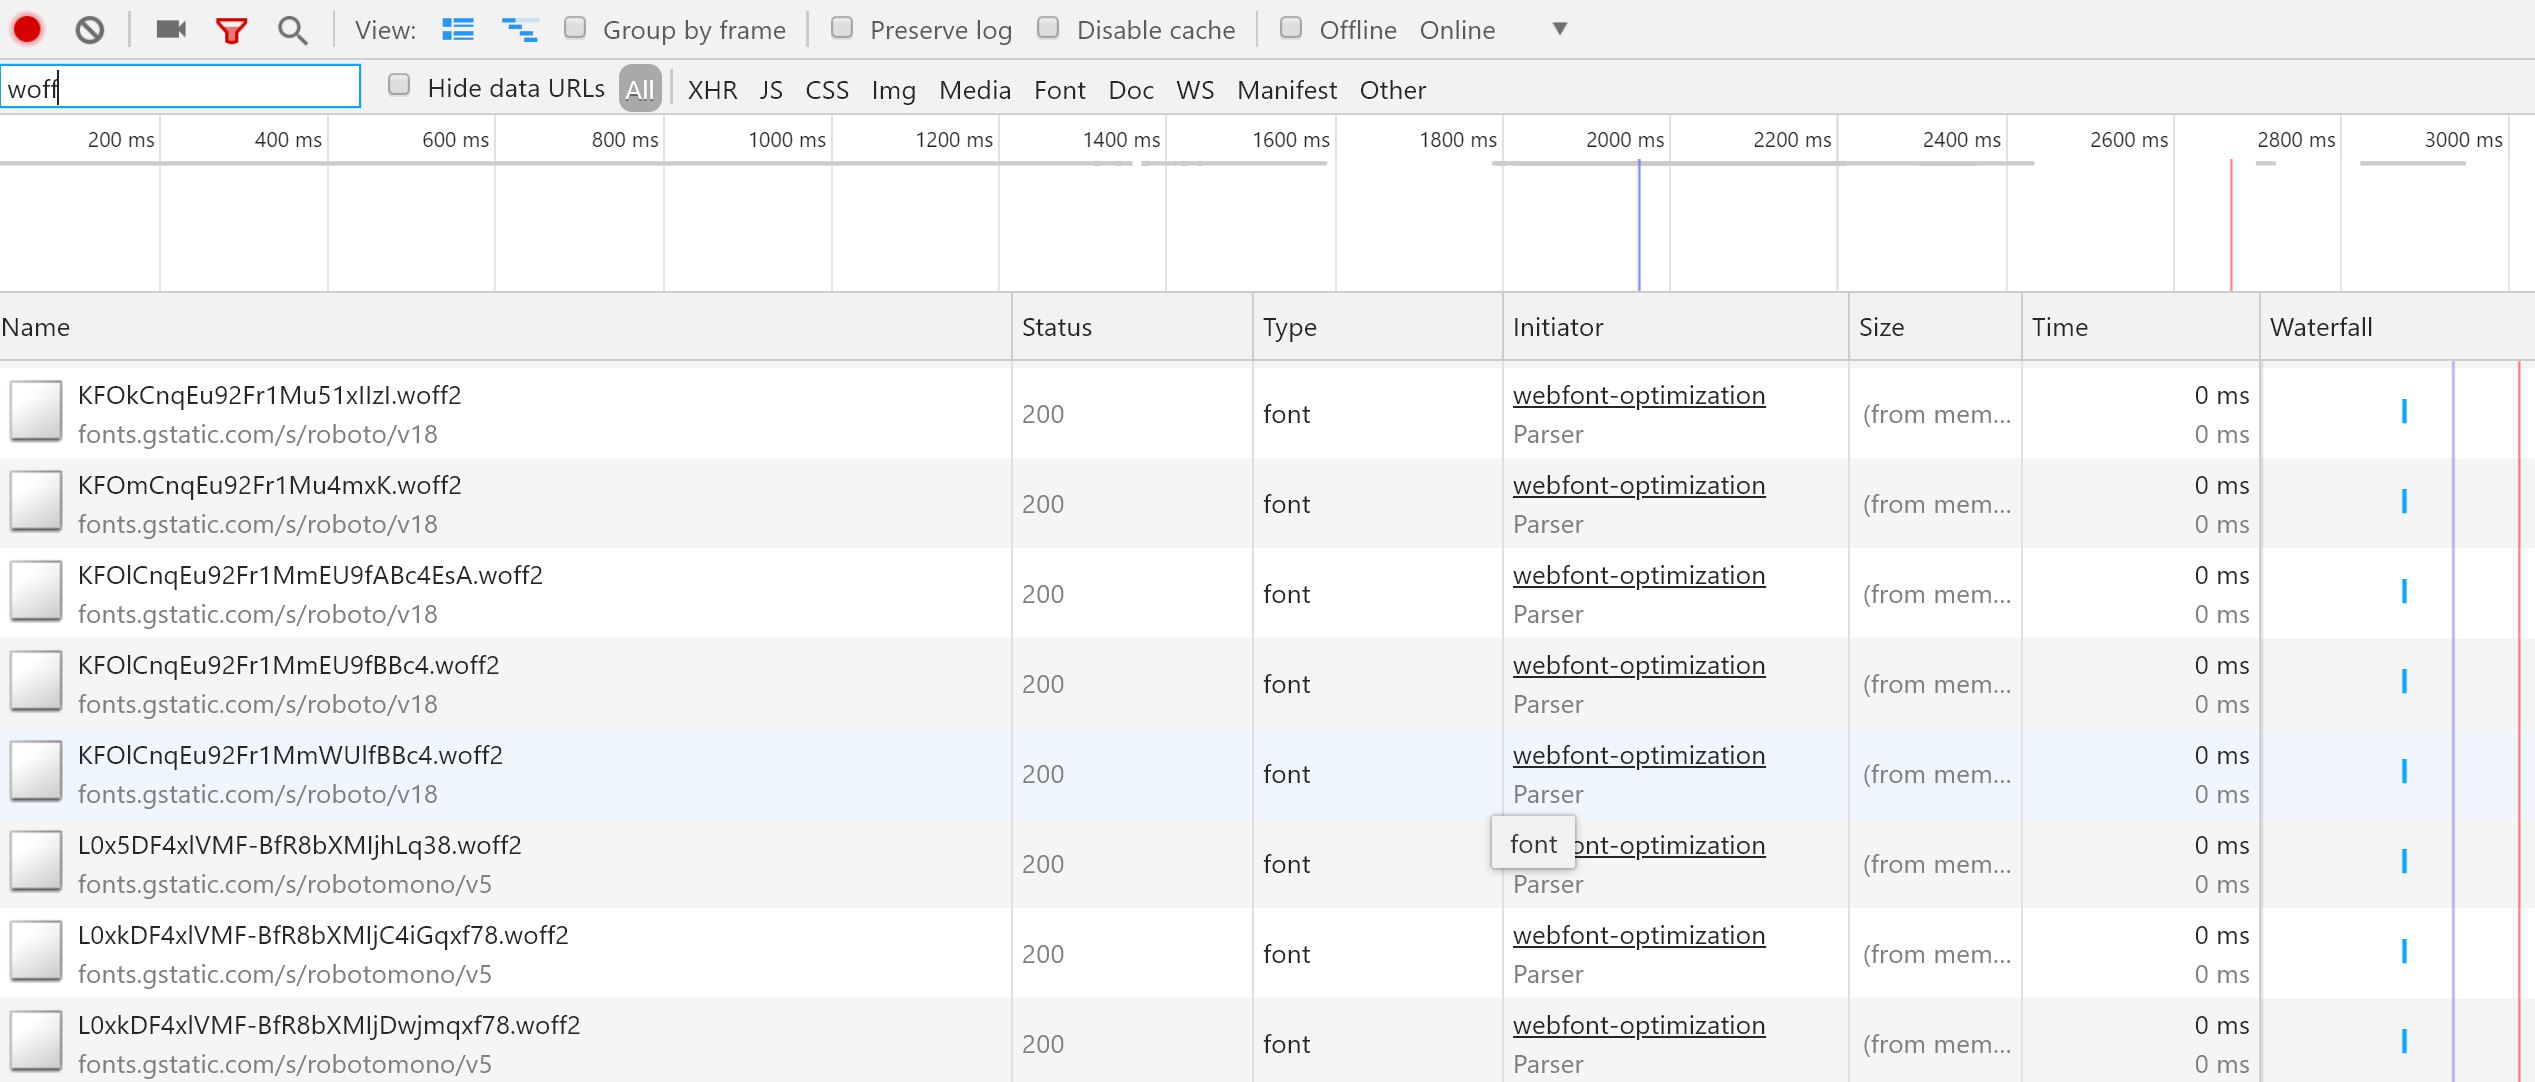 View: Group by frame Preserve log Disable cache Offline Online
woff Hide data URLs All XHR JS CSS Img Media Font Doc WS Manifest Other
200 ms 400 ms 600 ms 800 ms 1000 ms 1200 ms 1400 ms 1600 ms 1800 ms 2000 ms 2200 ms 2400 ms 2600 ms 2800 ms 3000 ms
Name Status Type Initiator Size Time Waterfall
KFOkCnqEu92Fr1Mu51xIIzI.woff2 webfont-optimization 0 ms
200 font (from mem...
fonts.gstatic.com/s/roboto/v18 Parser 0 ms
KFOmCnqEu92Fr1Mu4mxK.woff2 webfont-optimization 0 ms
200 font (from mem...
fonts.gstatic.com/s/roboto/v18 Parser 0 ms
KFOlCnqEu92Fr1MmEU9fABc4EsA.woff2 webfont-optimization 0 ms
200 font (from mem...
fonts.gstatic.com/s/roboto/v18 Parser 0 ms
KFOlCnqEu92Fr1MmEU9fBBc4.woff2 webfont-optimization 0 ms
200 font (from mem...
fonts.gstatic.com/s/roboto/v18 Parser 0 ms
KFOlCnqEu92Fr1MmWUlfBBc4.woff2 webfont-optimization 0 ms
200 font (from mem...
fonts.gstatic.com/s/roboto/v18 Parser 0 ms
L0x5DF4xlVMF-BfR8bXMIjhLq38.woff2 font ont-optimization 0 ms
200 font (from mem...
fonts.gstatic.com/s/robotomono/v5 Parser 0 ms
L0xkDF4xlVMF-BfR8bXMIjC4iGqxf78.woff2 webfont-optimization 0 ms
200 font (from mem...
fonts.gstatic.com/s/robotomono/v5 Parser 0 ms
L0xkDF4xlVMF-BfR8bXMIjDwjmqxf78.woff2 webfont-optimization 0 ms
200 font (from mem...
fonts.gstatic.com/s/robotomono/v5 Parser 0 ms